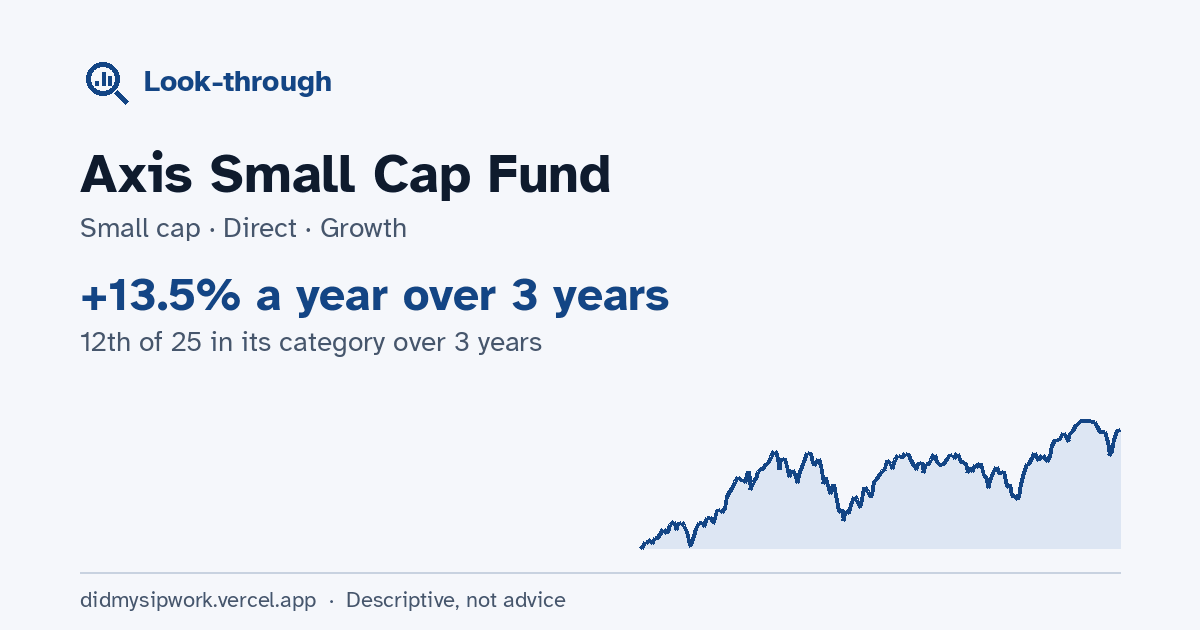 Look-through
Axis Small Cap Fund
Small cap · Direct · Growth
+13.5% a year over 3 years
12th of 25 in its category over 3 years
didmysipwork.vercel.app · Descriptive, not advice